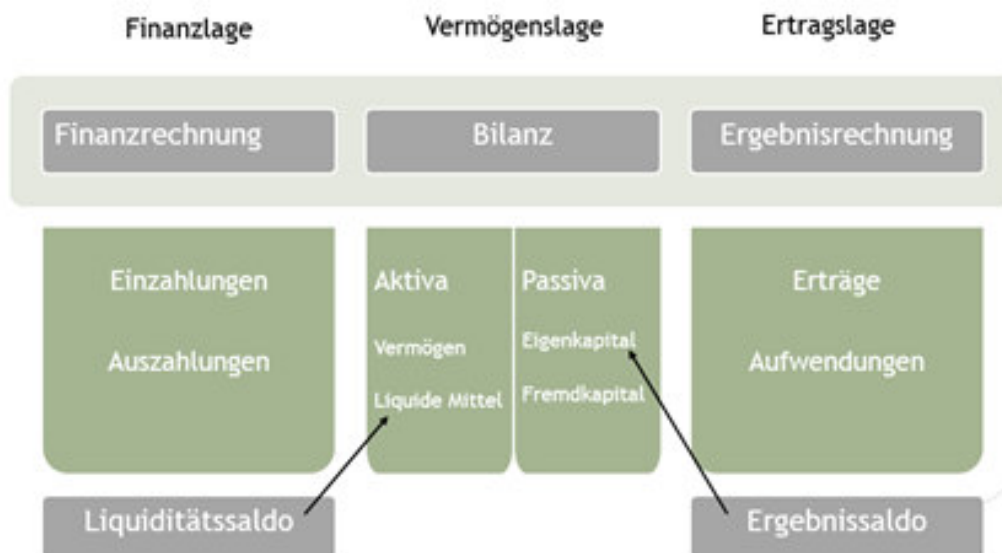 Finanzlage
Vermögenslage
Ertragslage
Finanzrechnung
Bilanz
Ergebnisrechnung
Einzahlungen
Auszahlungen
Aktiva
Vermögen
Liquide Mittel
Passiva
Eigenkapital
Fremdkapital
Erträge
Aufwendungen
Liquiditätssaldo
Ergebnissaldo